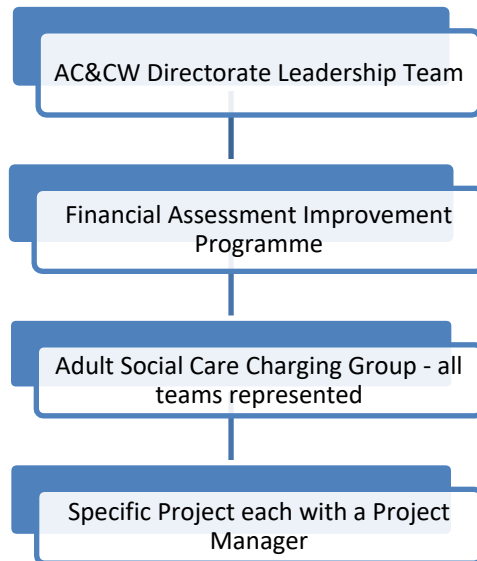 AC&CW Directorate Leadership Team
Financial Assessment Improvement
Programme
Adult Social Care Charging Group - all
teams represented
Specific Project each with a Project
Manager